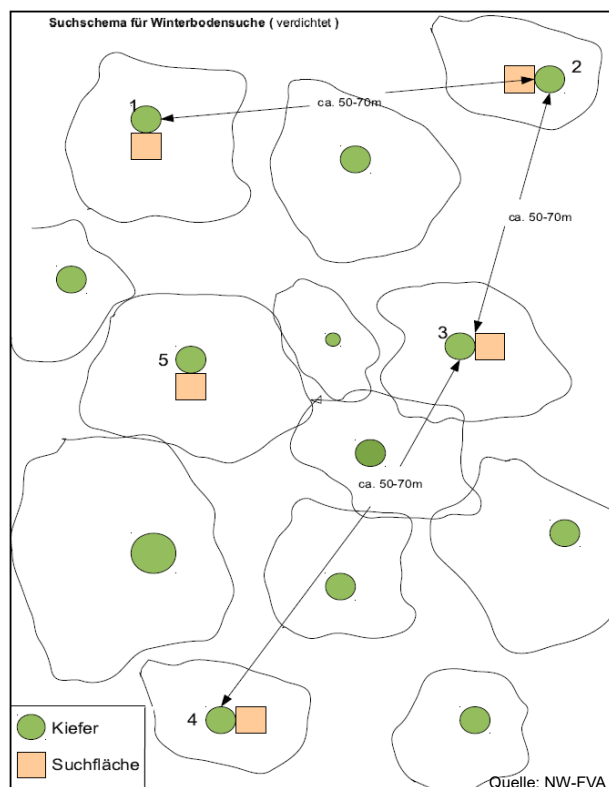 Suchschema für Winterbodensuche ( verdichtet )
2
1
ca. 50-70m
ca. 50-70m
3
5
ca. 50-70m
4
Kiefer
Suchfläche
Quelle: NW-FVA